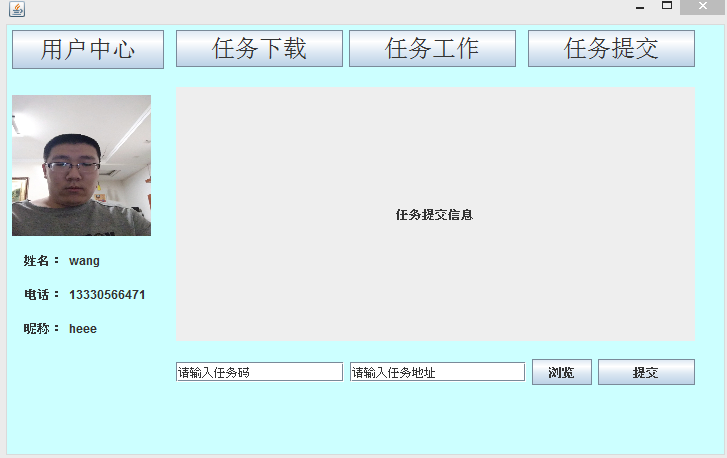 用户中心 任务下载 任务工作 任务提交
任务提交信息
姓名： wang
电话： 13330566471
昵称： heee
请输入任务码 请输入任务地址 浏览 提交